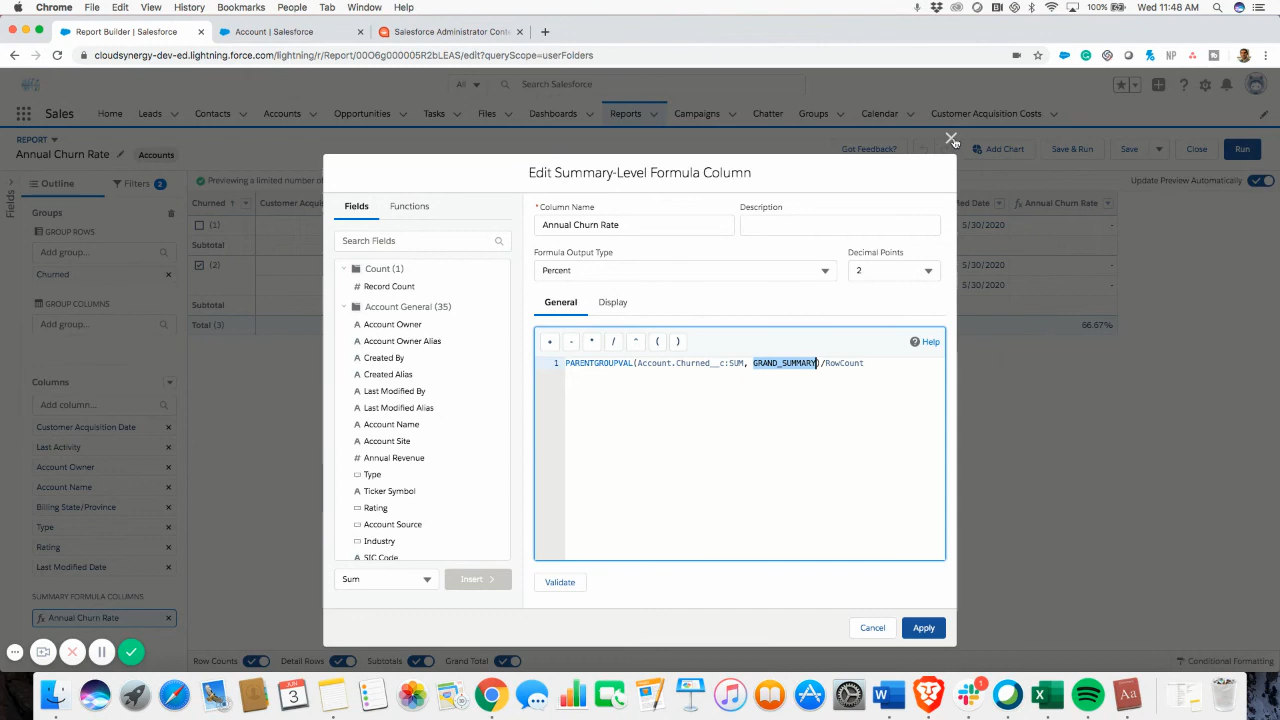 Chrome File Edit View History Bookmarks People Tab Window Help 100% Wed 11:48 AM
Report Builder | Salesforce Account | Salesforce Salesforce Administrator Cont
cloudsynergy-dev-ed.lightning.force.com/lightning/r/Report/00O6g000005R2bLEAS/edit?queryScope=userFolders
All Search Salesforce
Sales Home Leads Contacts Accounts Opportunities Tasks Files Dashboards Reports Campaigns Chatter Groups Calendar Customer Acquisition Costs
REPORT
Annual Churn Rate Accounts
Got Feedback? Add Chart Save & Run Save Close Run
Fields
Outline Filters 2
Previewing a limited number of
Update Preview Automatically
Groups
GROUP ROWS
Add group...
Churned
GROUP COLUMNS
Add group...
Columns
Add column...
Customer Acquisition Date
Last Activity
Account Owner
Account Name
Billing State/Province
Type
Rating
Last Modified Date
SUMMARY FORMULA COLUMNS
fx Annual Churn Rate
Churned Customer Acqui
ed Date fx Annual Churn Rate
(1) 5/30/2020 -
Subtotal -
(2) 5/30/2020 -
5/30/2020 -
Subtotal -
Total (3) 66.67%
Edit Summary-Level Formula Column
Fields Functions
Search Fields
Count (1)
# Record Count
Account General (35)
A Account Owner
A Account Owner Alias
A Created By
A Created Alias
A Last Modified By
A Last Modified Alias
A Account Name
A Account Site
# Annual Revenue
Type
A Ticker Symbol
Rating
A Account Source
Industry
A SIC Code
Sum Insert
* Column Name Description
Annual Churn Rate
Formula Output Type Decimal Points
Percent 2
General Display
+ - * / ^ ( ) Help
1 PARENTGROUPVAL(Account.Churned__c:SUM, GRAND_SUMMARY)/RowCount
Validate
Cancel Apply
Row Counts Detail Rows Subtotals Grand Total Conditional Formatting
JUN
3
1